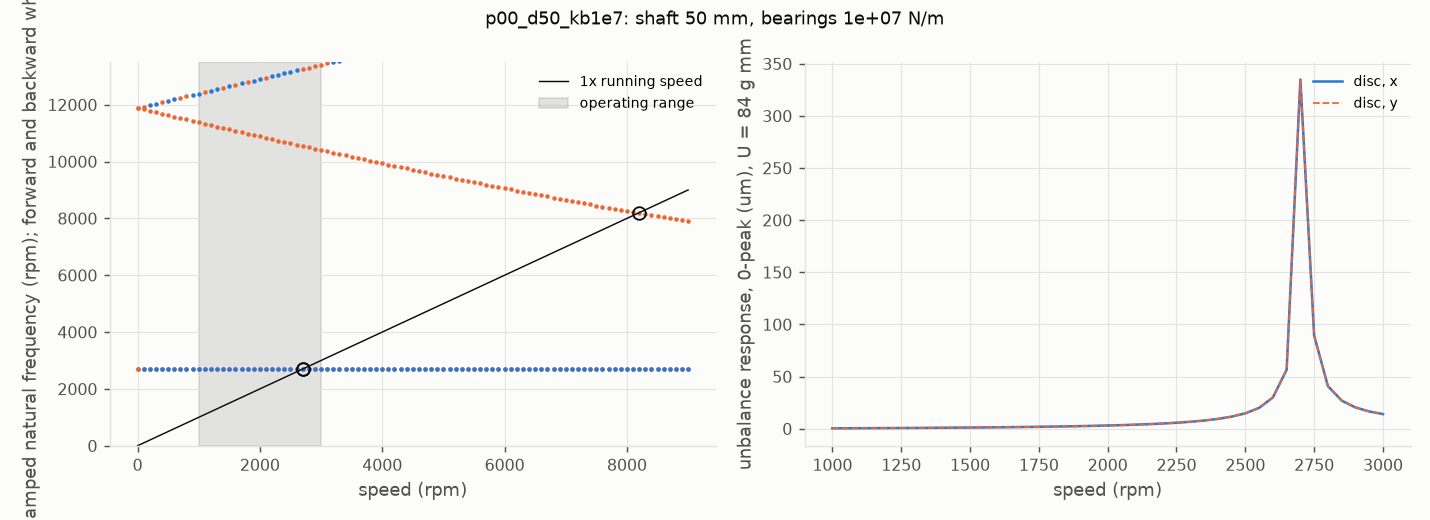 p00_d50_kb1e7: shaft 50 mm, bearings 1e+07 N/m
amped natural frequency (rpm); forward and backward wh
12000
10000
8000
6000
4000
2000
0
1x running speed
operating range
0 2000 4000 6000 8000
speed (rpm)
unbalance response, 0-peak (um), U = 84 g mm
350
300
250
200
150
100
50
0
disc, x
disc, y
1000 1250 1500 1750 2000 2250 2500 2750 3000
speed (rpm)